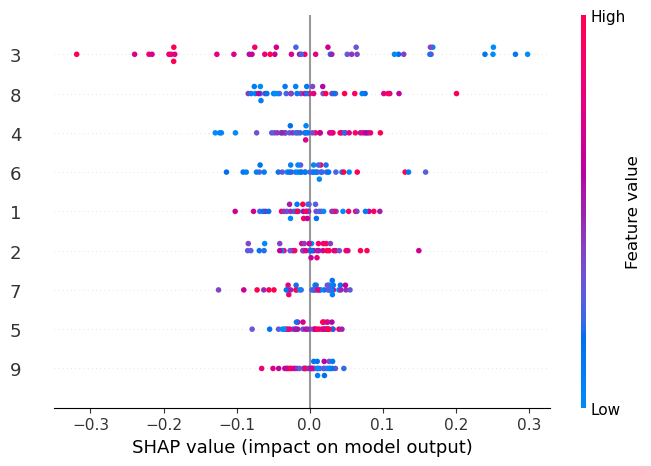 High
3
8
4
6
1
2
7
5
9
Feature value
Low
−0.3 −0.2 −0.1 0.0 0.1 0.2 0.3
SHAP value (impact on model output)